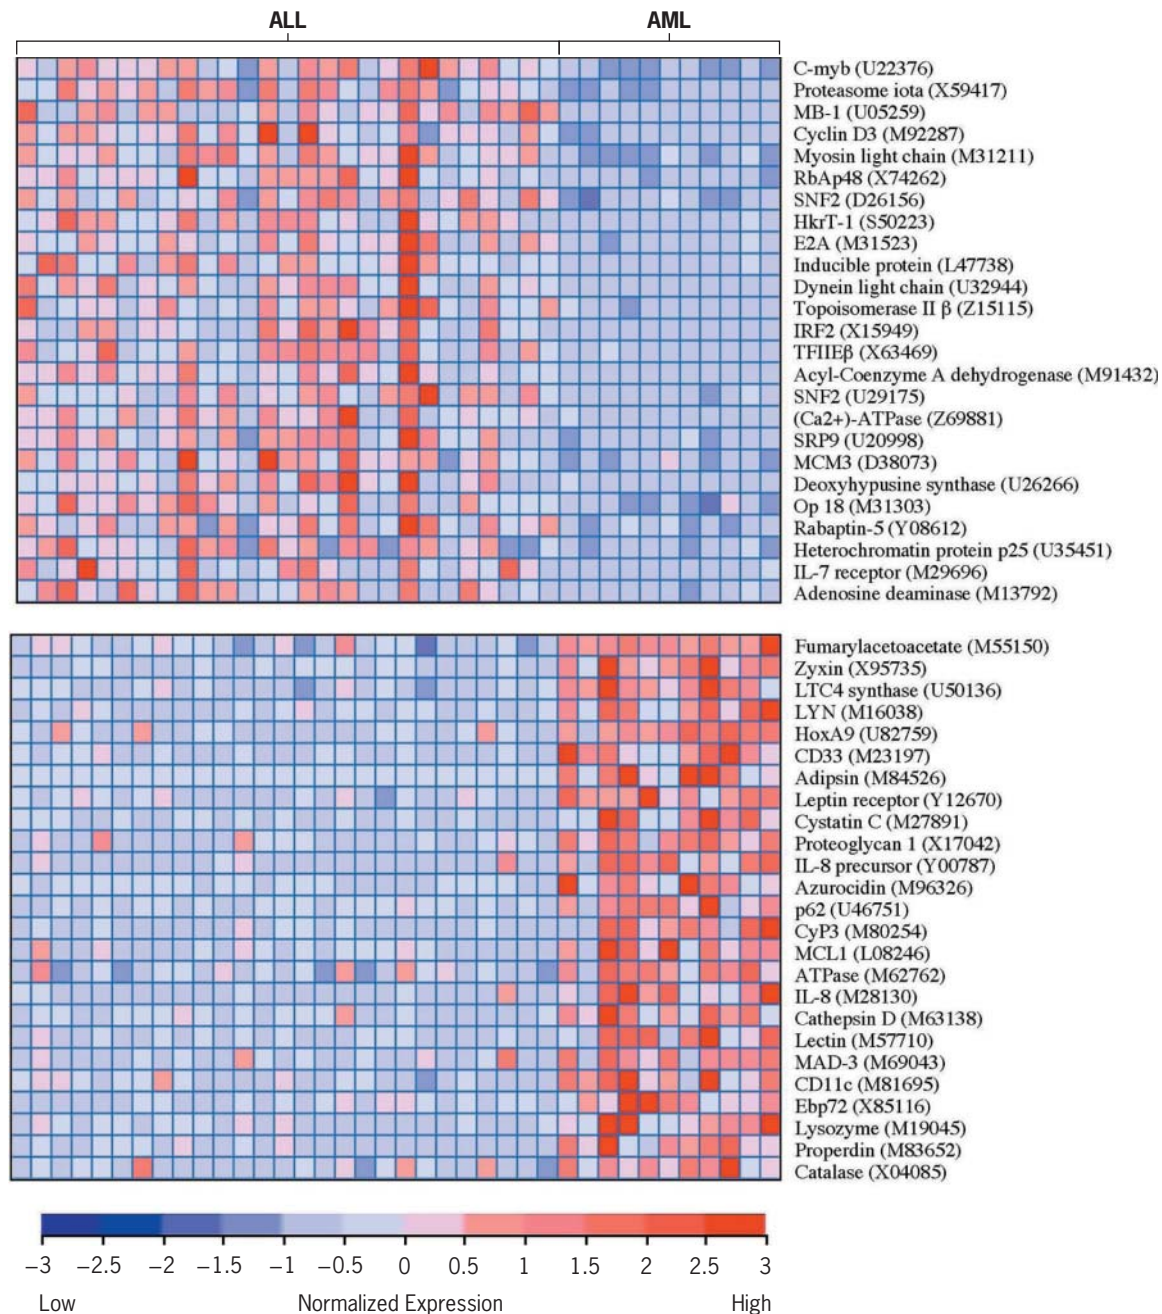 ALL AML
C-myb (U22376)
Proteasome iota (X59417)
MB-1 (U05259)
Cyclin D3 (M92287)
Myosin light chain (M31211)
RbAp48 (X74262)
SNF2 (D26156)
HkrT-1 (S50223)
E2A (M31523)
Inducible protein (L47738)
Dynein light chain (U32944)
Topoisomerase II β (Z15115)
IRF2 (X15949)
TFIIEβ (X63469)
Acyl-Coenzyme A dehydrogenase (M91432)
SNF2 (U29175)
(Ca2+)-ATPase (Z69881)
SRP9 (U20998)
MCM3 (D38073)
Deoxyhypusine synthase (U26266)
Op 18 (M31303)
Rabaptin-5 (Y08612)
Heterochromatin protein p25 (U35451)
IL-7 receptor (M29696)
Adenosine deaminase (M13792)
Fumarylacetoacetate (M55150)
Zyxin (X95735)
LTC4 synthase (U50136)
LYN (M16038)
HoxA9 (U82759)
CD33 (M23197)
Adipsin (M84526)
Leptin receptor (Y12670)
Cystatin C (M27891)
Proteoglycan 1 (X17042)
IL-8 precursor (Y00787)
Azurocidin (M96326)
p62 (U46751)
CyP3 (M80254)
MCL1 (L08246)
ATPase (M62762)
IL-8 (M28130)
Cathepsin D (M63138)
Lectin (M57710)
MAD-3 (M69043)
CD11c (M81695)
Ebp72 (X85116)
Lysozyme (M19045)
Properdin (M83652)
Catalase (X04085)
−3 −2.5 −2 −1.5 −1 −0.5 0 0.5 1 1.5 2 2.5 3
Low Normalized Expression High